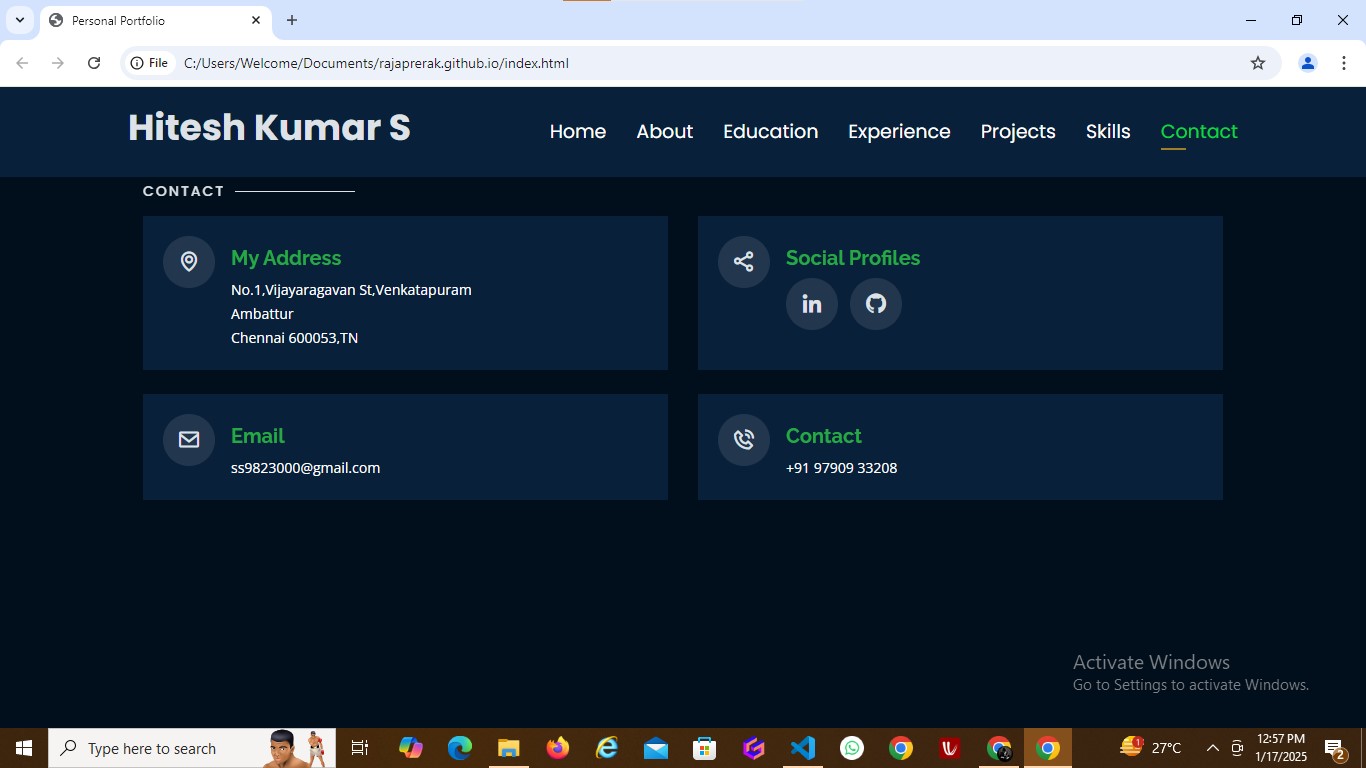 Personal Portfolio
File C:/Users/Welcome/Documents/rajaprerak.github.io/index.html
Hitesh Kumar S
Home About Education Experience Projects Skills Contact
CONTACT
My Address
No.1,Vijayaragavan St,Venkatapuram
Ambattur
Chennai 600053,TN
Social Profiles
in
Email
ss9823000@gmail.com
Contact
+91 97909 33208
Activate Windows
Go to Settings to activate Windows.
Type here to search
1
27°C
12:57 PM
1/17/2025
2